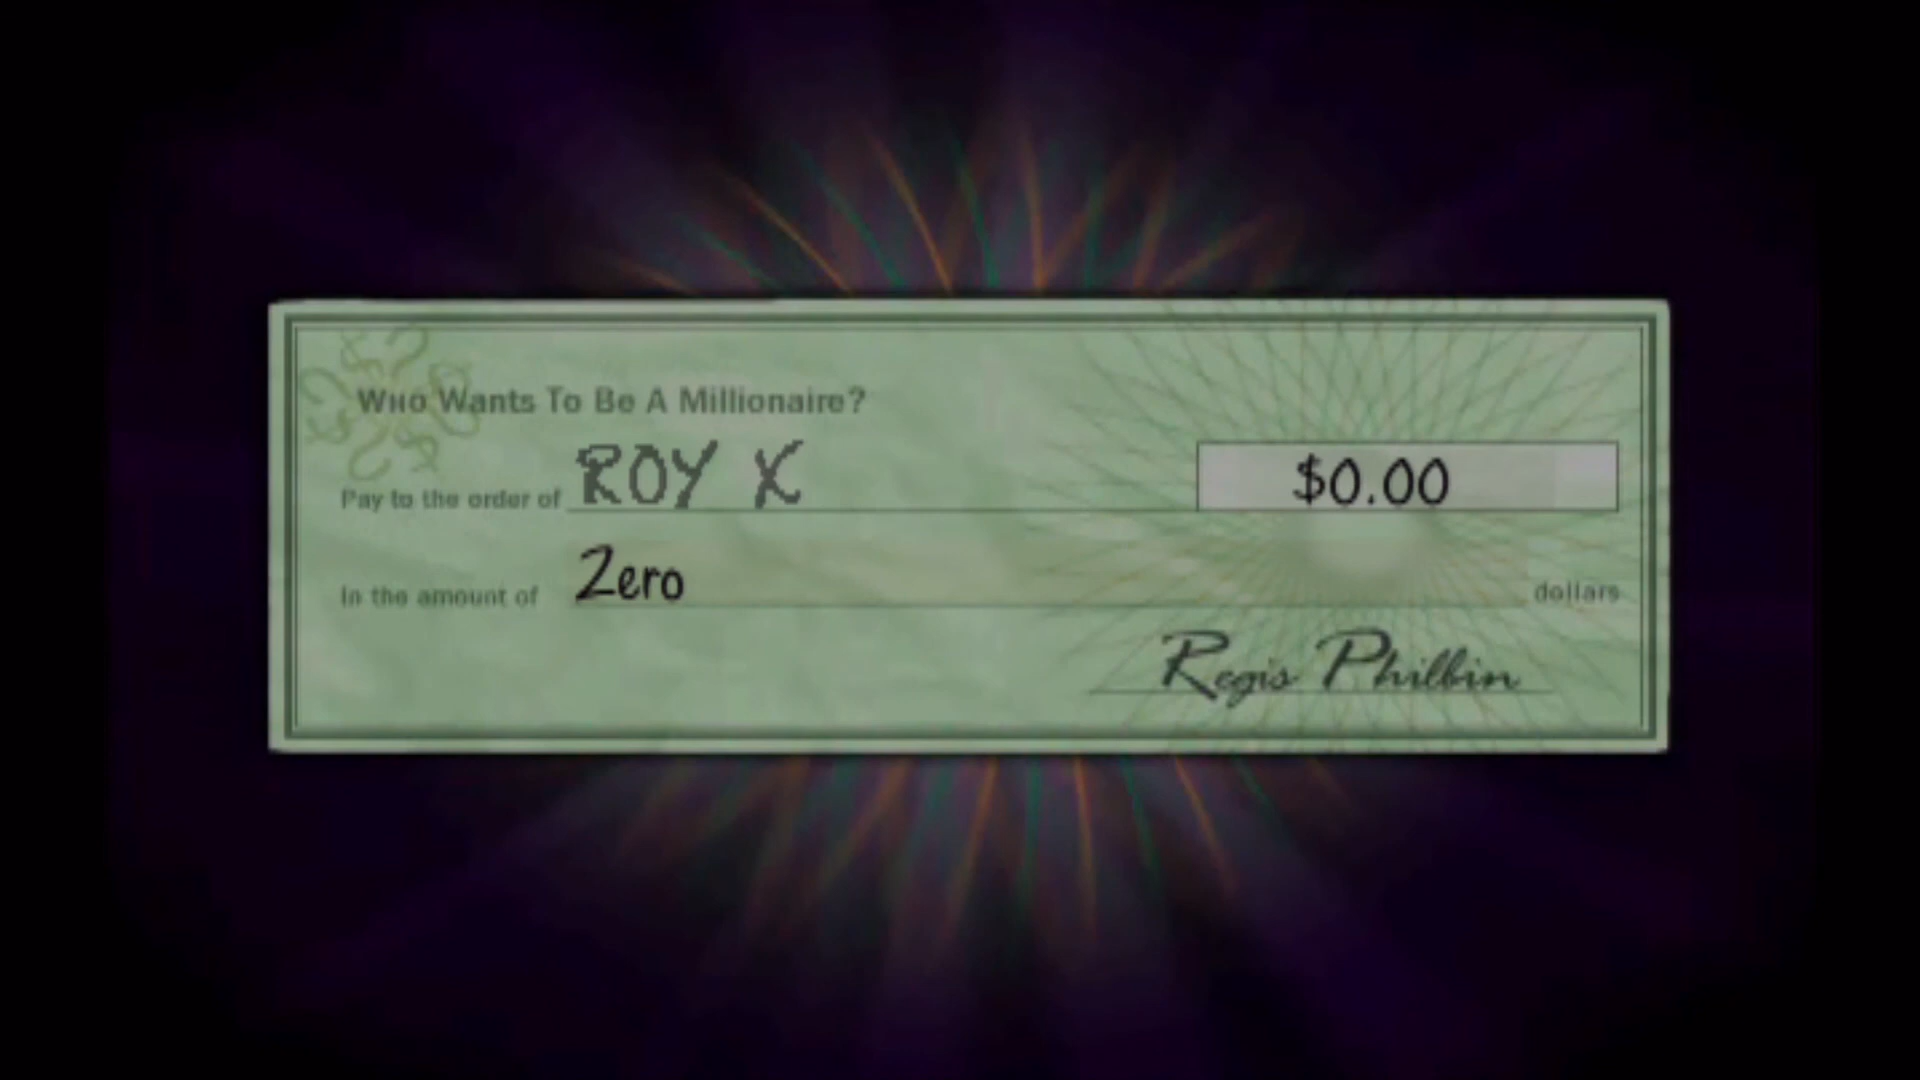 Who Wants To Be A Millionaire?
Pay to the order of ROY X $0.00
In the amount of Zero dollars
Regis Philbin